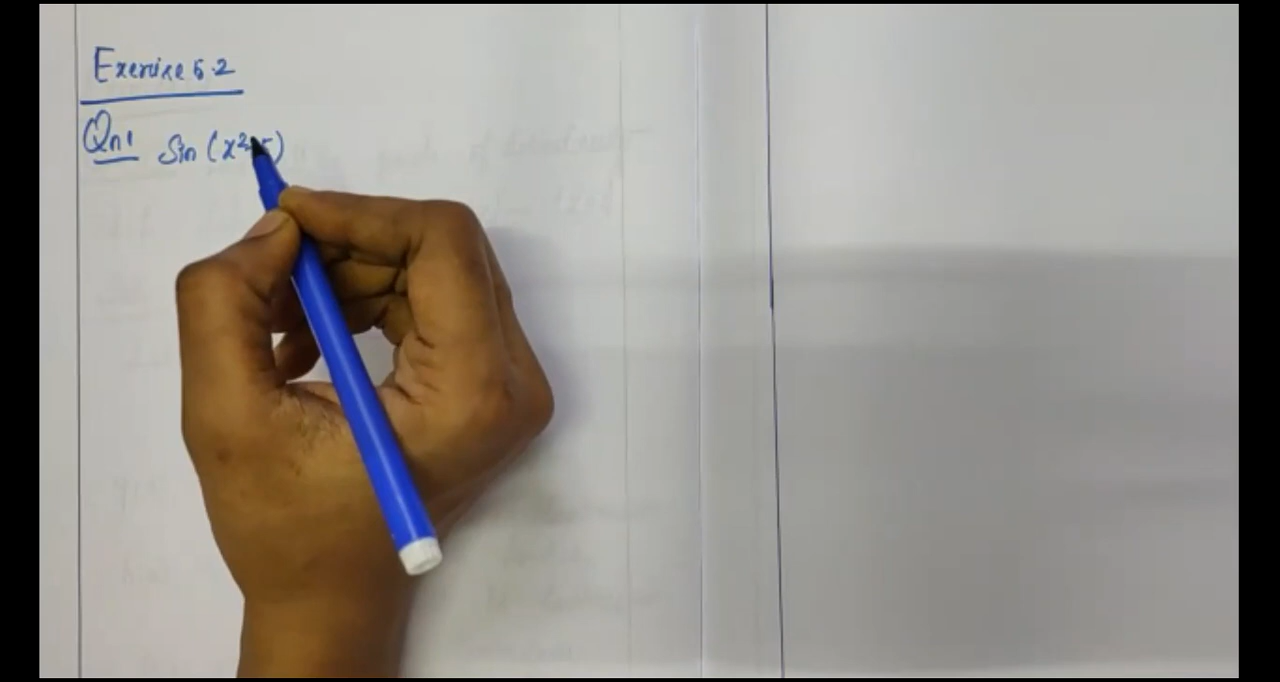 Exercise 5.2
Qn1 Sin (x² 5)